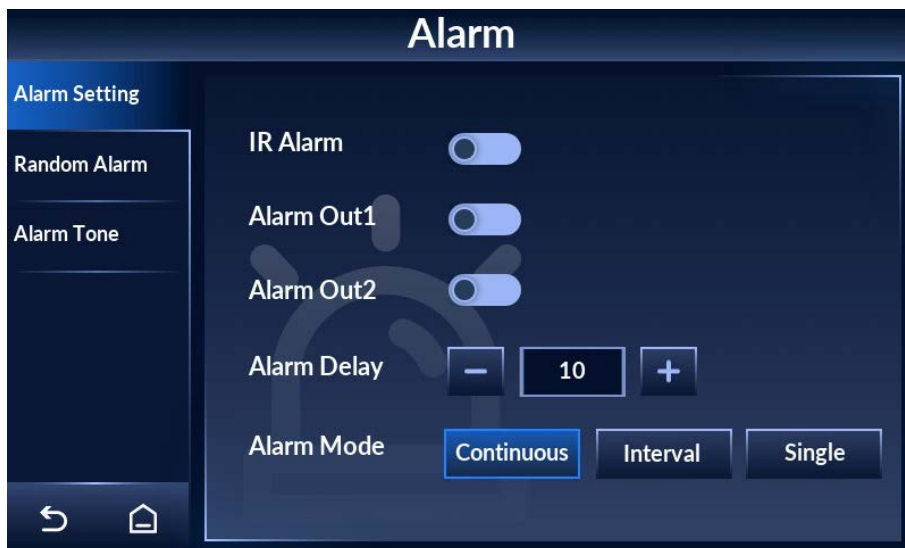 Alarm
Alarm Setting
Random Alarm
Alarm Tone
IR Alarm
Alarm Out1
Alarm Out2
Alarm Delay
10
Alarm Mode
Continuous
Interval
Single